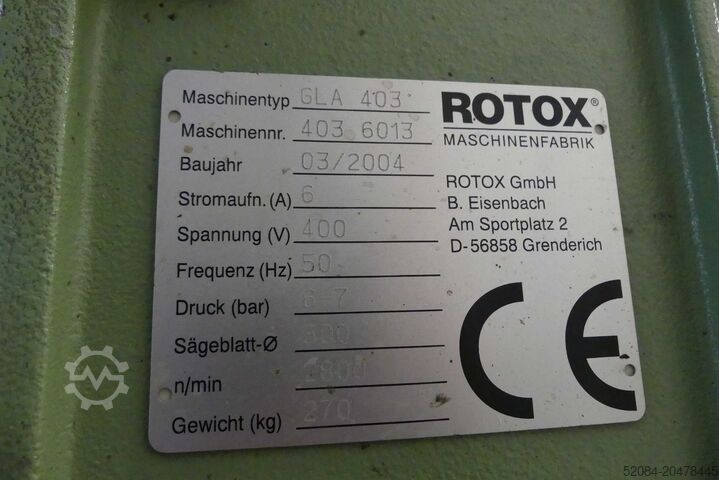 Maschinentyp GLA 403
Maschinennr. 403 6013
Baujahr 03/2004
Stromaufn. (A) 6
Spannung (V) 400
Frequenz (Hz) 50
Druck (bar) 6-7
Sägeblatt-Ø 300
n/min 2800
Gewicht (kg) 270
ROTOX®
MASCHINENFABRIK
ROTOX GmbH
B. Eisenbach
Am Sportplatz 2
D-56858 Grenderich
CE
52084-20478445